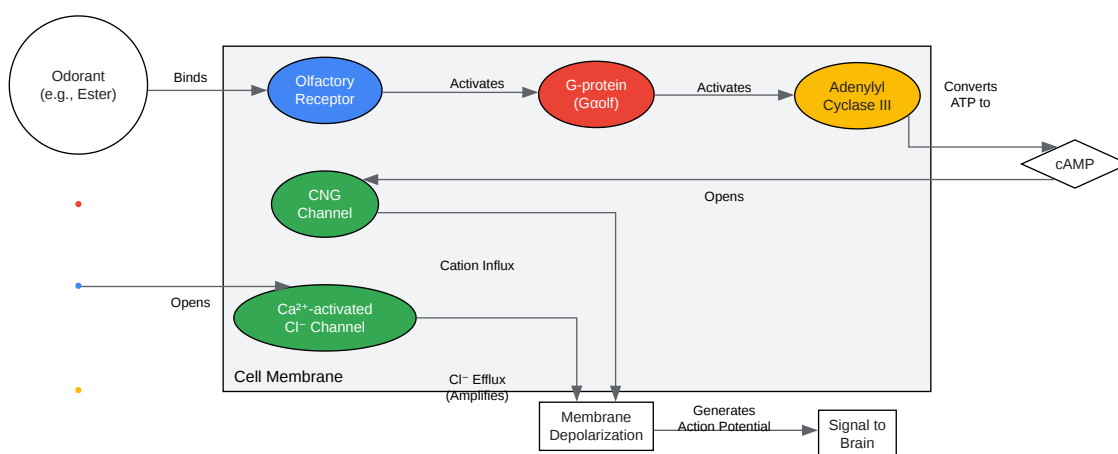 Odorant
(e.g., Ester)
Binds
Olfactory
Receptor
Activates
G-protein
(Gαolf)
Activates
Adenylyl
Cyclase III
Converts
ATP to
cAMP
Opens
CNG
Channel
Cation Influx
Opens
Ca²⁺-activated
Cl⁻ Channel
Cell Membrane
Cl⁻ Efflux
(Amplifies)
Membrane
Depolarization
Generates
Action Potential
Signal to
Brain